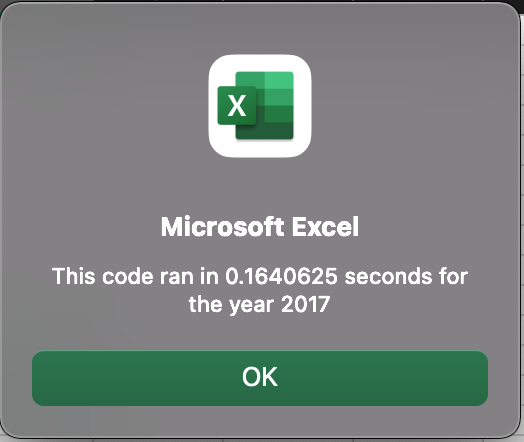 X
Microsoft Excel
This code ran in 0.1640625 seconds for
the year 2017
OK